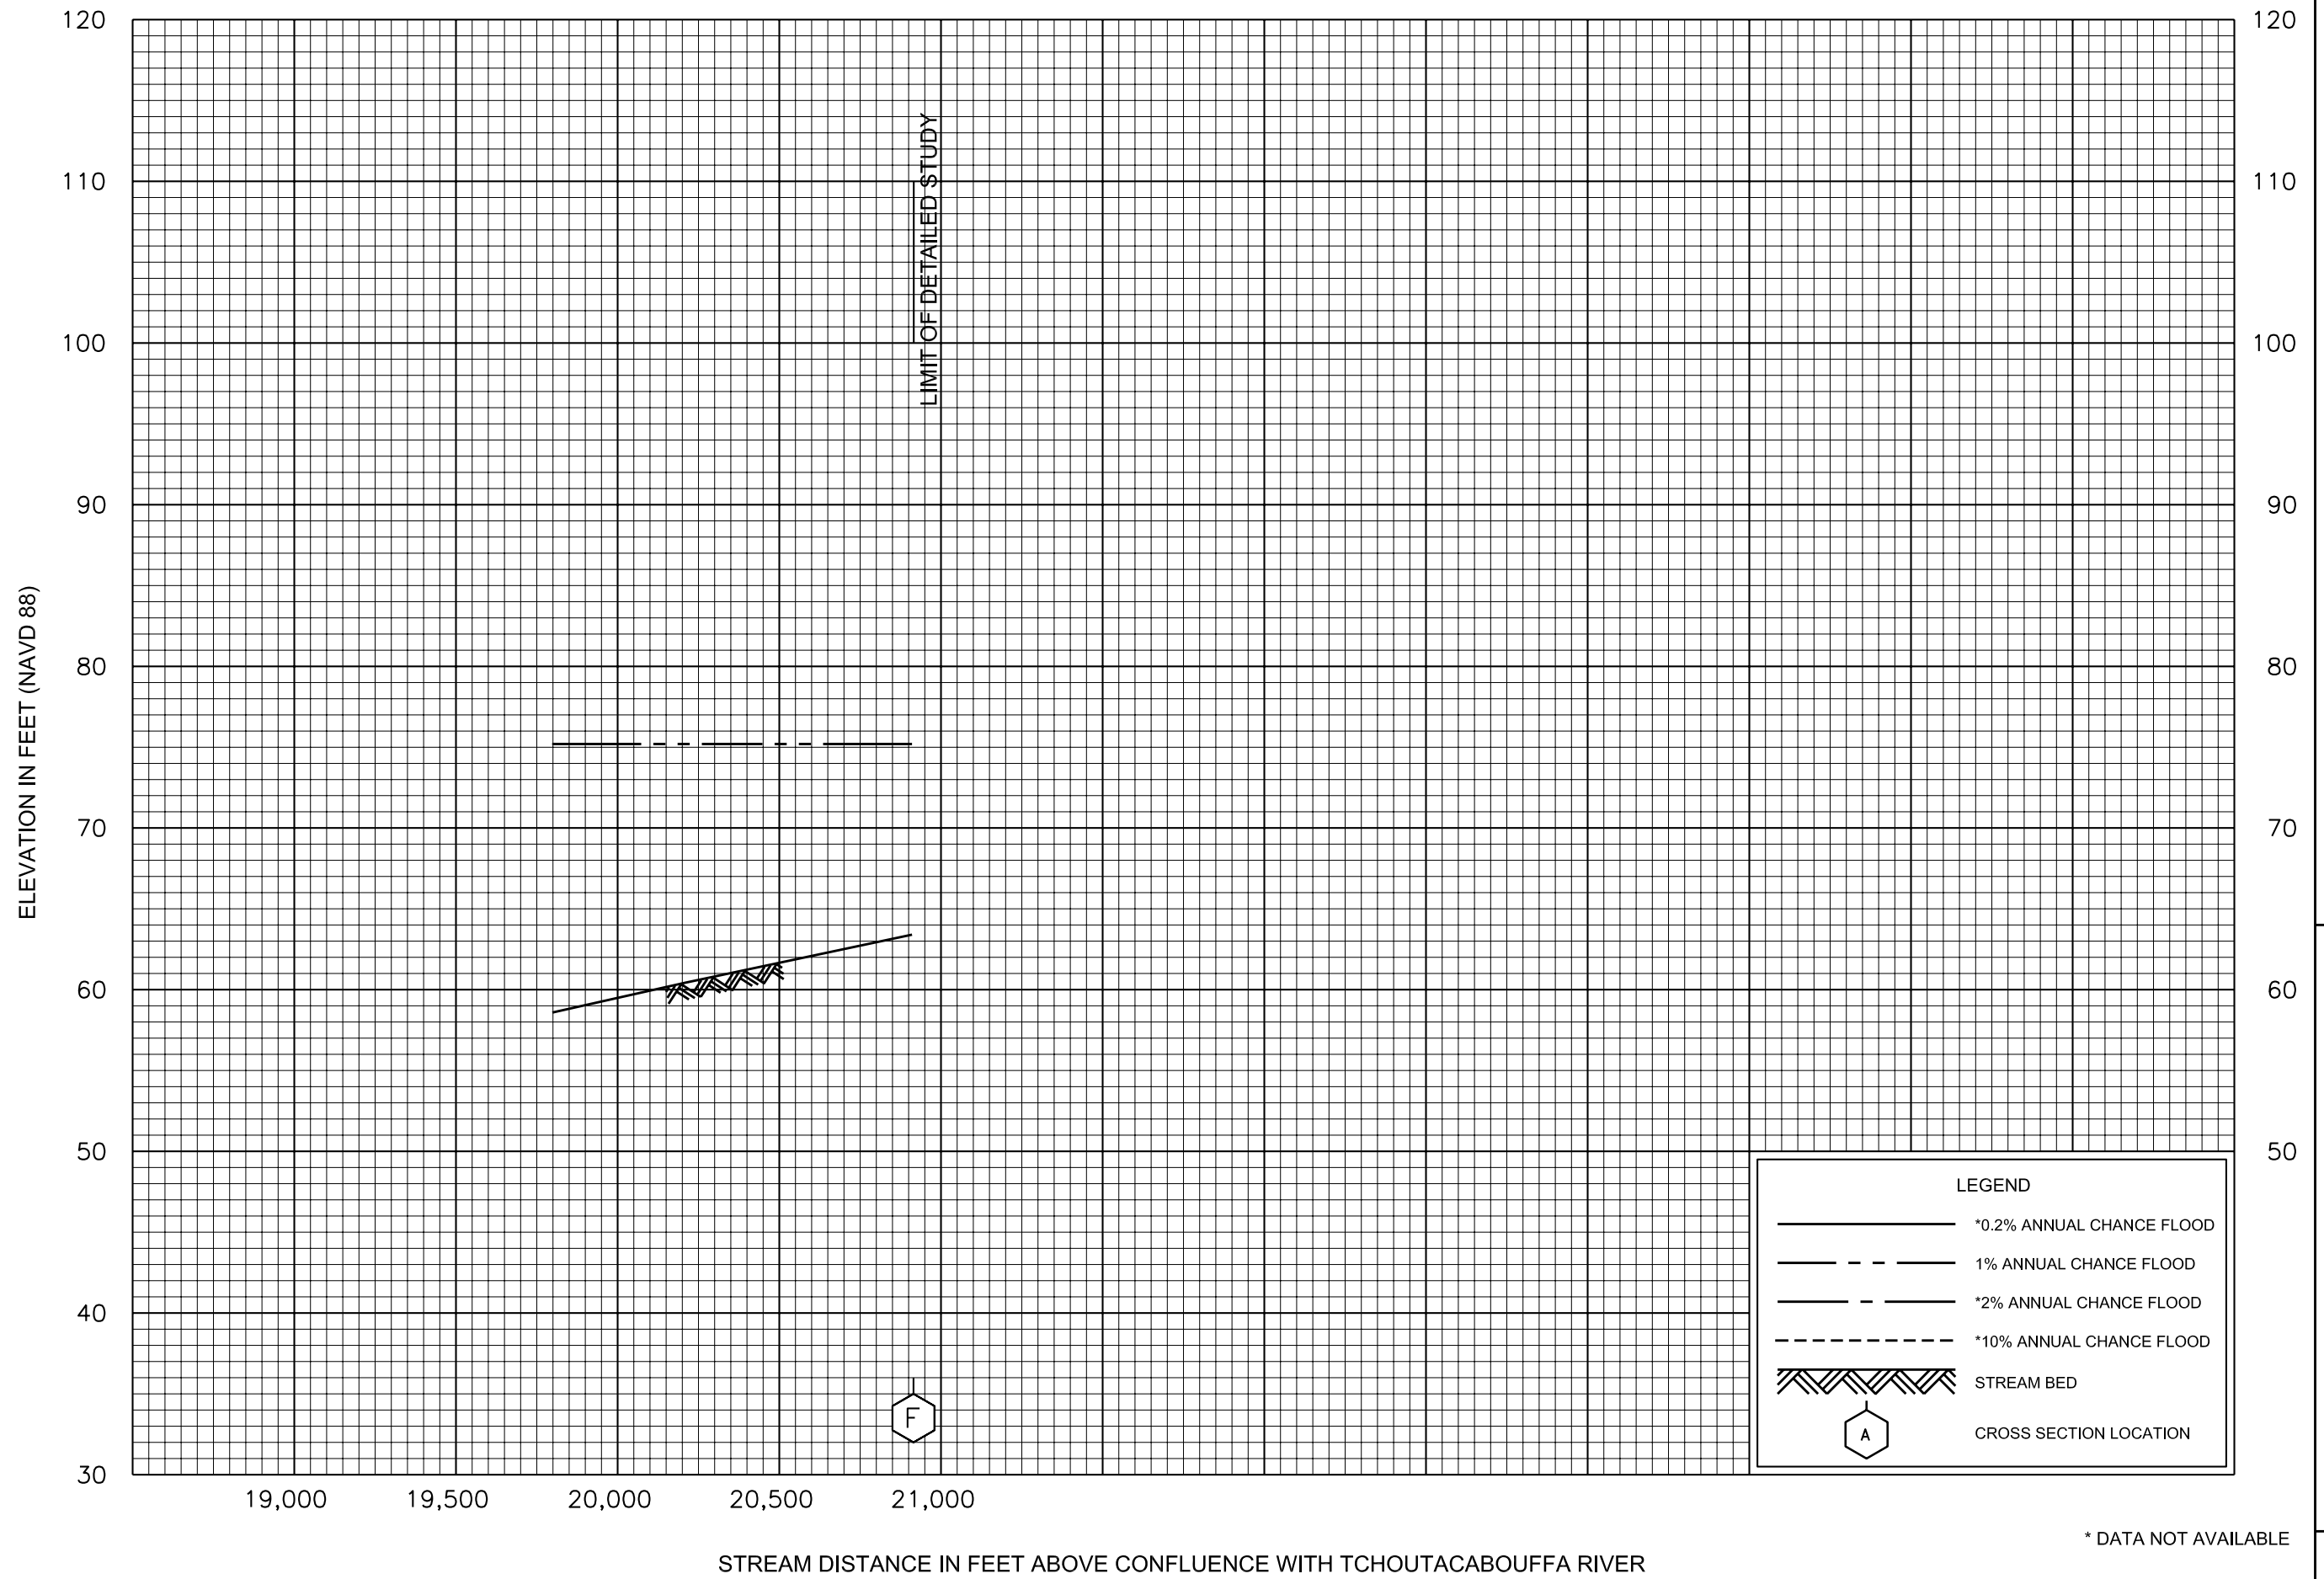 120
120
110
110
100
100
90
90
80
80
70
70
60
60
50
50
40
30
ELEVATION IN FEET (NAVD 88)
LIMIT OF DETAILED STUDY
F
LEGEND
*0.2% ANNUAL CHANCE FLOOD
1% ANNUAL CHANCE FLOOD
*2% ANNUAL CHANCE FLOOD
*10% ANNUAL CHANCE FLOOD
STREAM BED
A
CROSS SECTION LOCATION
19,000
19,500
20,000
20,500
21,000
* DATA NOT AVAILABLE
STREAM DISTANCE IN FEET ABOVE CONFLUENCE WITH TCHOUTACABOUFFA RIVER